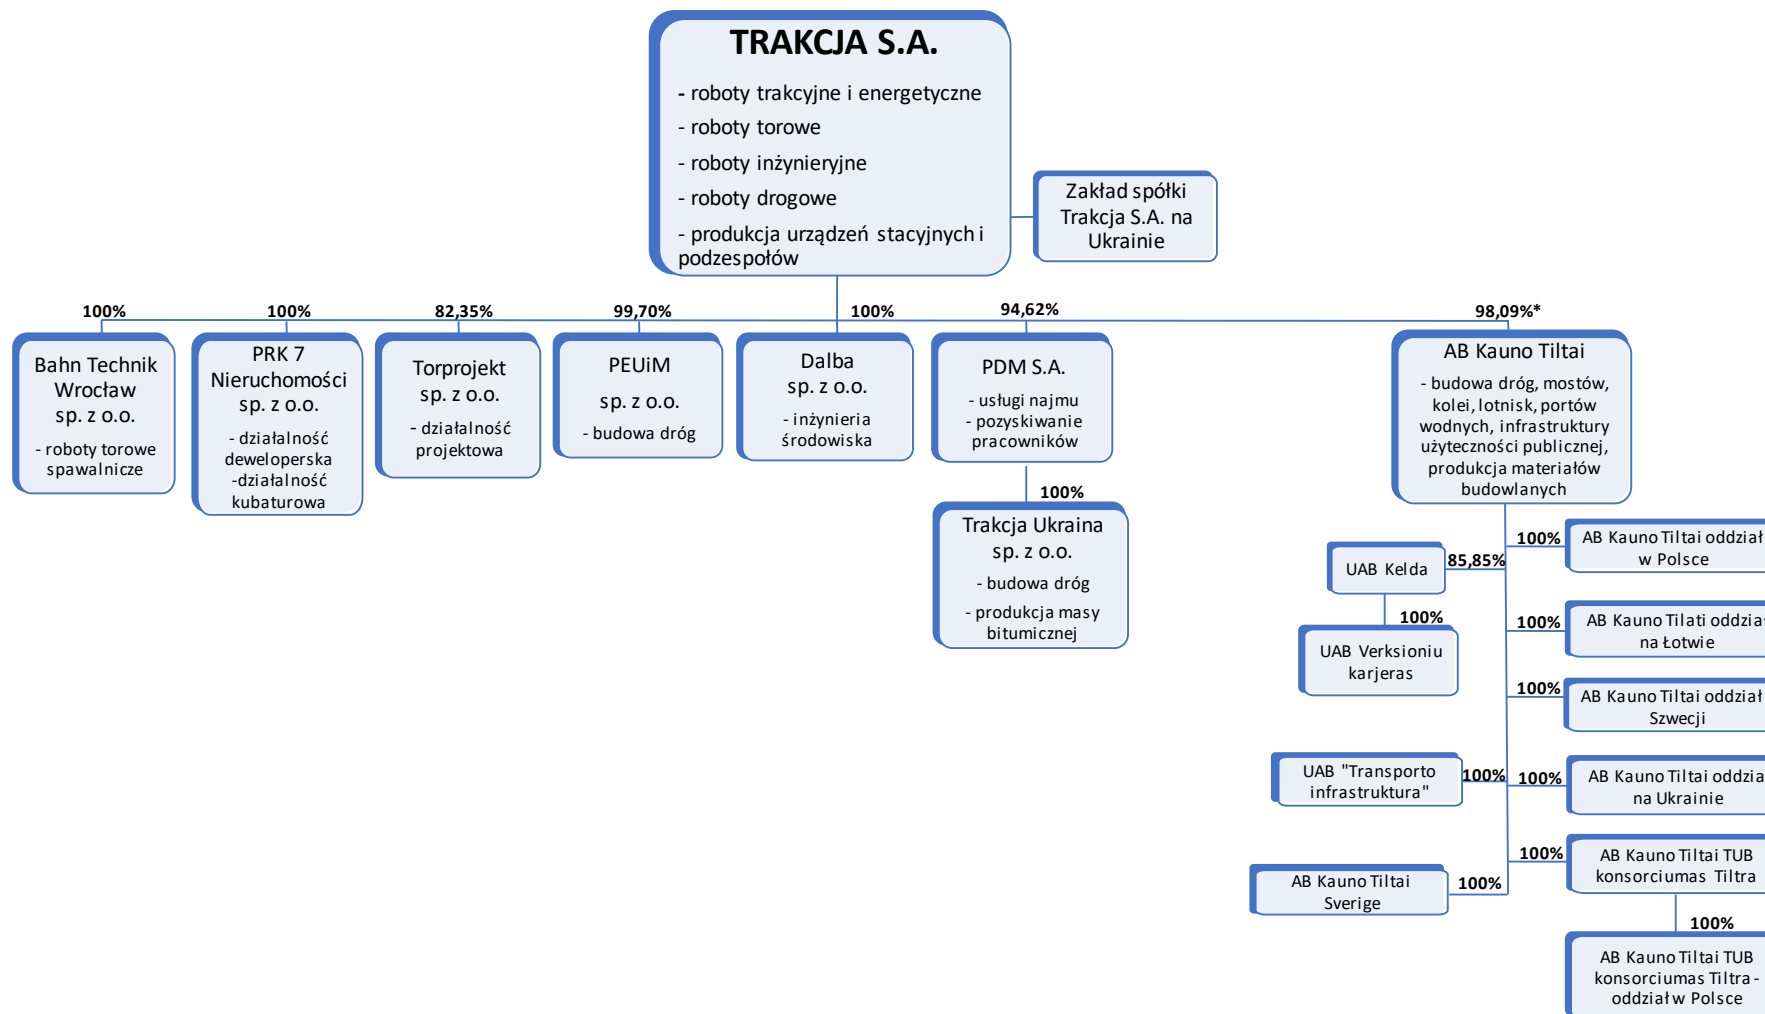 TRAKCJA S.A.
- roboty trakcyjne i energetyczne
- roboty torowe
- roboty inżynieryjne
- roboty drogowe
- produkcja urządzeń stacyjnych i
podzespołów
Zakład spółki
Trakcja S.A. na
Ukrainie
100%
100%
82,35%
99,70%
100%
94,62%
98,09%*
Bahn Technik
Wrocław
sp. z o.o.
- roboty torowe
spawalnicze
PRK 7
Nieruchomości
sp. z o.o.
- działalność
deweloperska
-działalność
kubaturowa
Torprojekt
sp. z o.o.
- działalność
projektowa
PEUiM
sp. z o.o.
- budowa dróg
Dalba
sp. z o.o.
- inżynieria
środowiska
PDM S.A.
- usługi najmu
- pozyskiwanie
pracowników
100%
Trakcja Ukraina
sp. z o.o.
- budowa dróg
- produkcja masy
bitumicznej
AB Kauno Tiltai
- budowa dróg, mostów,
kolei, lotnisk, portów
wodnych, infrastruktury
użyteczności publicznej,
produkcja materiałów
budowlanych
UAB Kelda
85,85%
100%
UAB Verksioniu
karjeras
UAB "Transporto
infrastruktura"
100%
AB Kauno Tiltai
Sverige
100%
100%
AB Kauno Tiltai oddział
w Polsce
100%
AB Kauno Tilati oddział
na Łotwie
100%
AB Kauno Tiltai oddział
Szwecji
100%
AB Kauno Tiltai oddzia
na Ukrainie
100%
AB Kauno Tiltai TUB
konsorciumas Tiltra
100%
AB Kauno Tiltai TUB
konsorciumas Tiltra -
oddział w Polsce